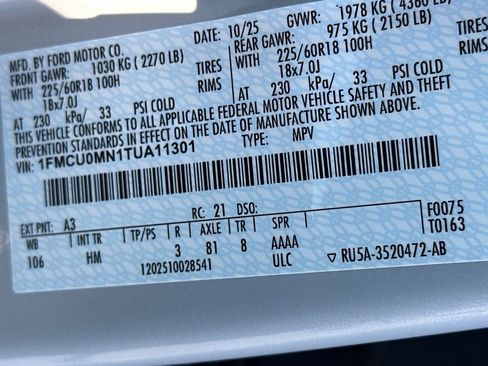 MFD. BY FORD MOTOR CO. DATE: 10/25 GVWR: 1978 KG ( 4360 LB)
FRONT GAWR: 1030 KG ( 2270 LB) REAR GAWR: 975 KG ( 2150 LB)
WITH 225/60R18 100H TIRES WITH 225/60R18 100H TIRES
18x7.0J RIMS 18x7.0J RIMS
AT 230 kPa/ 33 PSI COLD AT 230 kPa/ 33 PSI COLD
THIS VEHICLE CONFORMS TO ALL APPLICABLE FEDERAL MOTOR VEHICLE SAFETY AND THEFT
PREVENTION STANDARDS IN EFFECT ON THE DATE OF MANUFACTURE SHOWN ABOVE.
VIN: 1FMCU0MN1TUA11301 TYPE: MPV
EXT PNT: A3 RC: 21 DSO: F0075
WB INT TR TP/PS R AXLE TR SPR T0163
106 HM 3 81 8 AAAA
1202510028541 ULC ▽ RU5A-3520472-AB